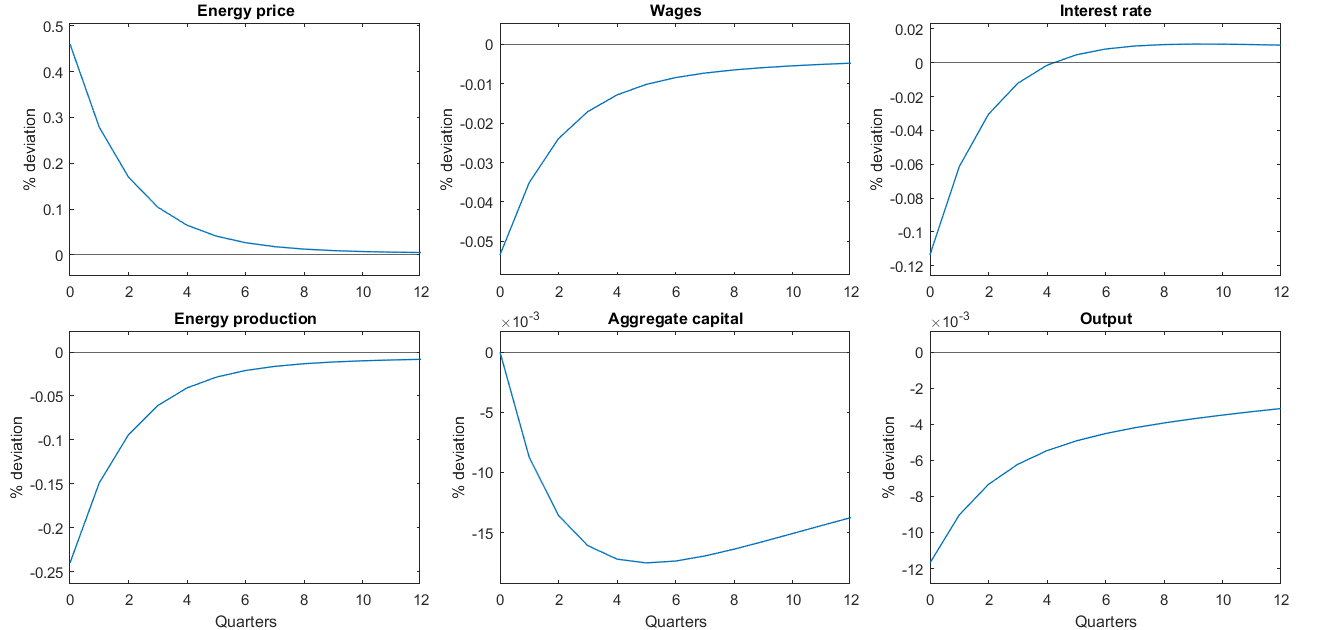 Energy price
Wages
Interest rate
% deviation
0.5
0.4
0.3
0.2
0.1
0
0 2 4 6 8 10 12
% deviation
0
-0.01
-0.02
-0.03
-0.04
-0.05
0 2 4 6 8 10 12
% deviation
0.02
0
-0.02
-0.04
-0.06
-0.08
-0.1
-0.12
0 2 4 6 8 10 12
Energy production
Aggregate capital
Output
% deviation
0
-0.05
-0.1
-0.15
-0.2
-0.25
0 2 4 6 8 10 12
Quarters
×10-3
% deviation
0
-5
-10
-15
0 2 4 6 8 10 12
×10-3
% deviation
0
-2
-4
-6
-8
-10
-12
0 2 4 6 8 10 12
Quarters